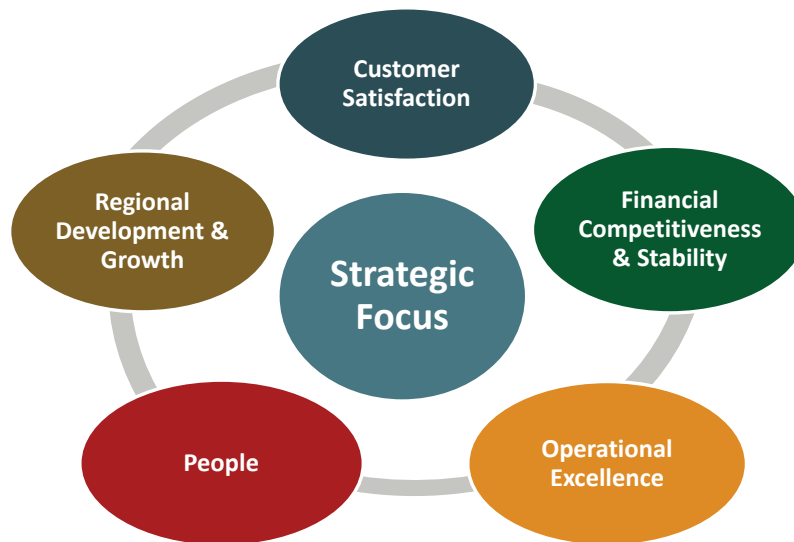 Customer
Satisfaction
Financial
Competitiveness
& Stability
Operational
Excellence
People
Regional
Development &
Growth
Strategic
Focus